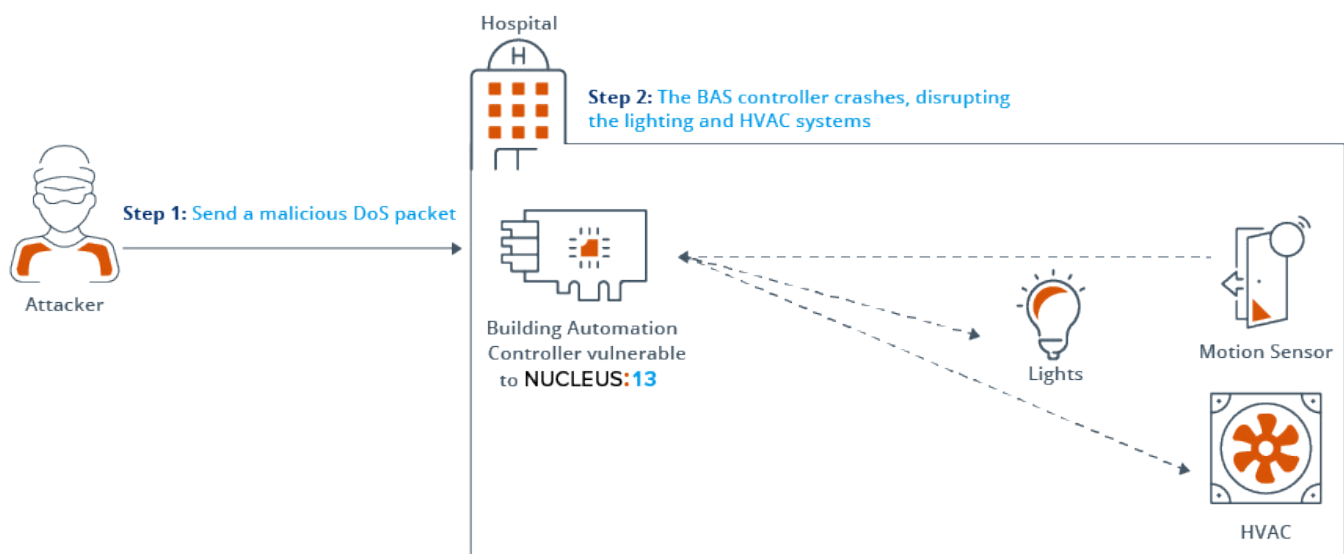 Hospital
H
Step 2: The BAS controller crashes, disrupting
the lighting and HVAC systems
Step 1: Send a malicious DoS packet
Attacker
Building Automation
Controller vulnerable
to NUCLEUS:13
Lights
Motion Sensor
HVAC